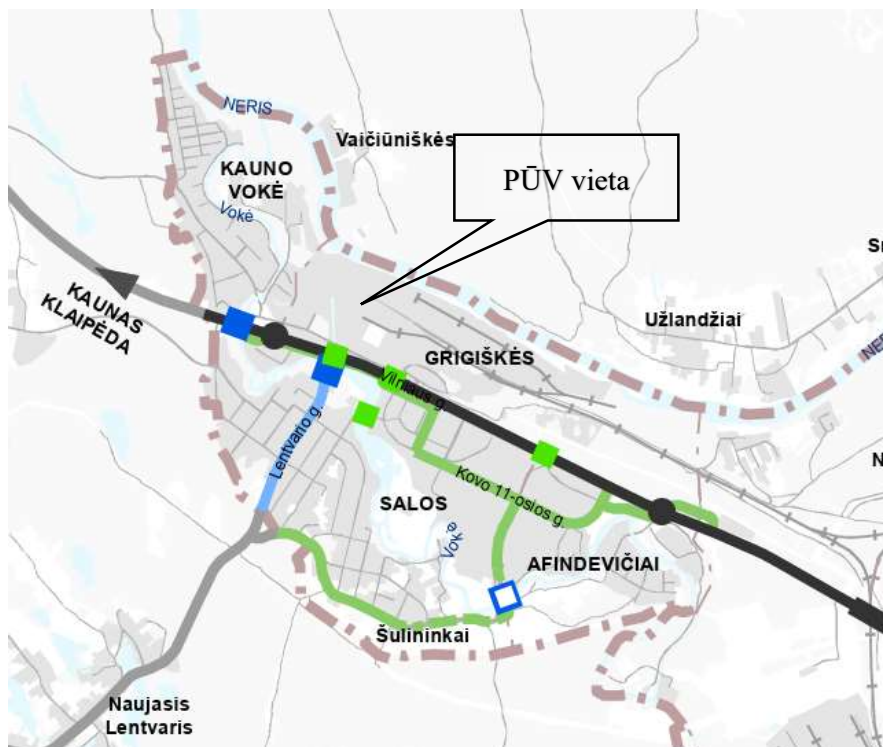 NERIS
Vaičiūniškės
KAUNO
VOKĖ
Vokė
PŪV vieta
KAUNAS
KLAIPĖDA
Užlandžiai
GRIGIŠKĖS
Vilniaus g.
Lentvario g.
Kovo 11-osios g.
SALOS
Vokė
AFINDEVIČIAI
Šulininkai
Naujasis
Lentvaris